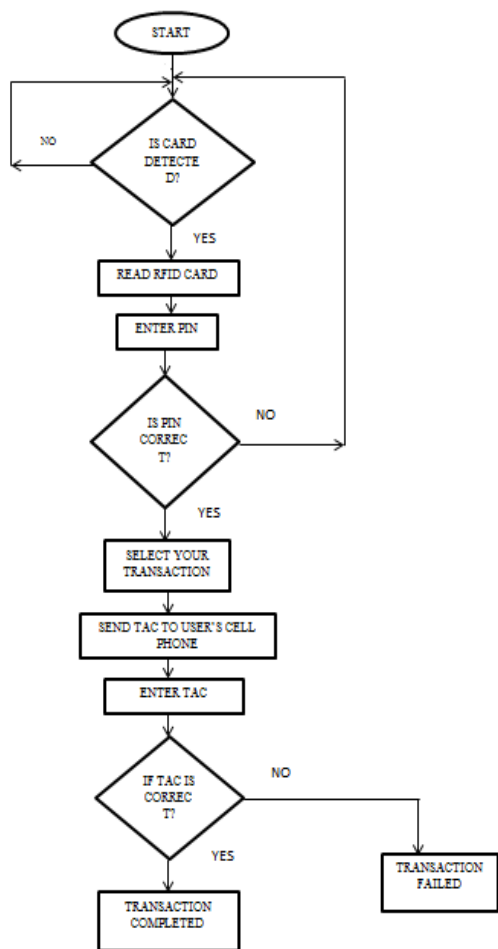 START
IS CARD
DETECTE
D?
NO
YES
READ RFID CARD
ENTER PIN
IS PIN
CORREC
T?
NO
YES
SELECT YOUR
TRANSACTION
SEND TAC TO USER'S CELL
PHONE
ENTER TAC
IF TAC IS
CORREC
T?
NO
YES
TRANSACTION
FAILED
TRANSACTION
COMPLETED